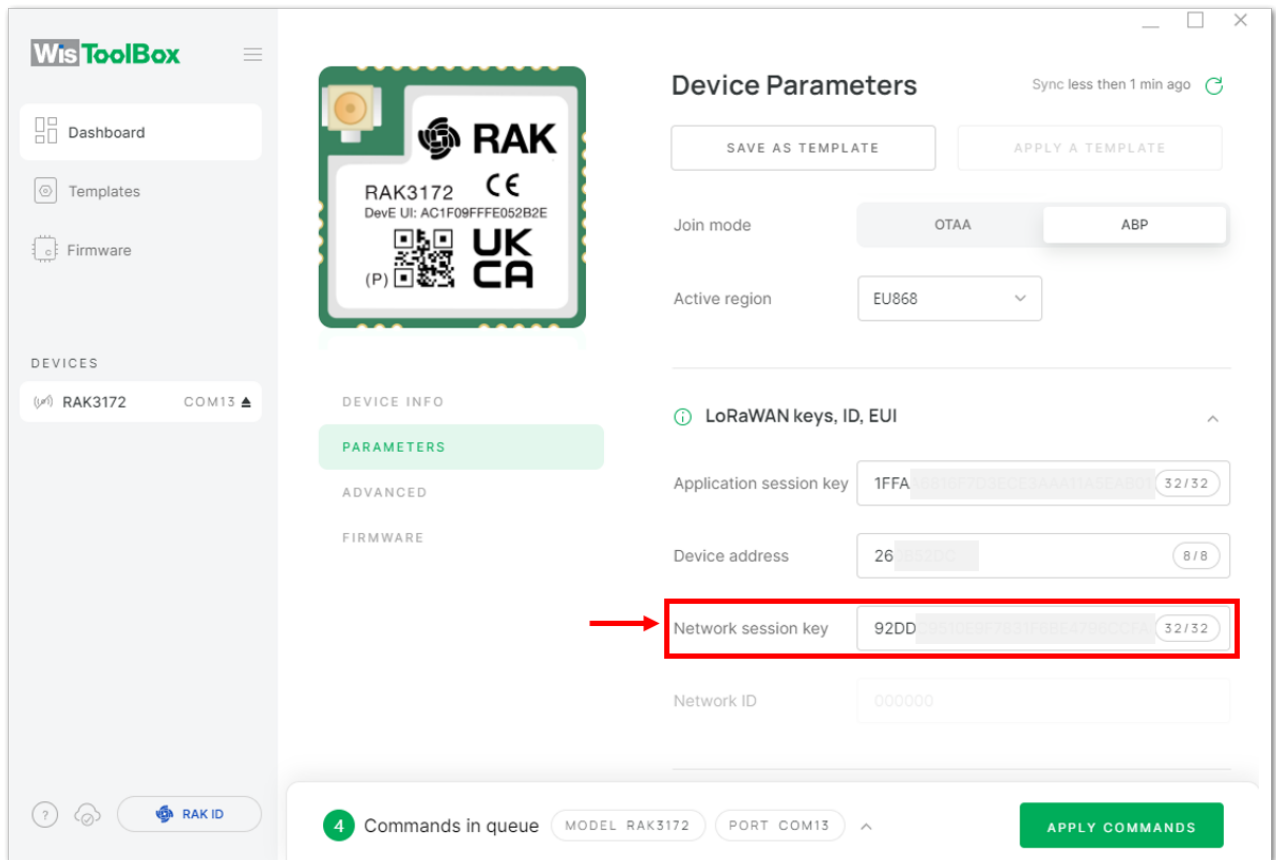 WisToolBox
Dashboard
Templates
Firmware
DEVICES
RAK3172 COM13
RAK ID
RAK
RAK3172 CE
DevE UI: AC1F09FFFE052B2E
UK
CA
(P)
DEVICE INFO
PARAMETERS
ADVANCED
FIRMWARE
Device Parameters
Sync less then 1 min ago
SAVE AS TEMPLATE APPLY A TEMPLATE
Join mode OTAA ABP
Active region EU868
LoRaWAN keys, ID, EUI
Application session key 1FFA 32/32
Device address 26 8/8
Network session key 92DD 32/32
Network ID 000000
4 Commands in queue MODEL RAK3172 PORT COM13
APPLY COMMANDS